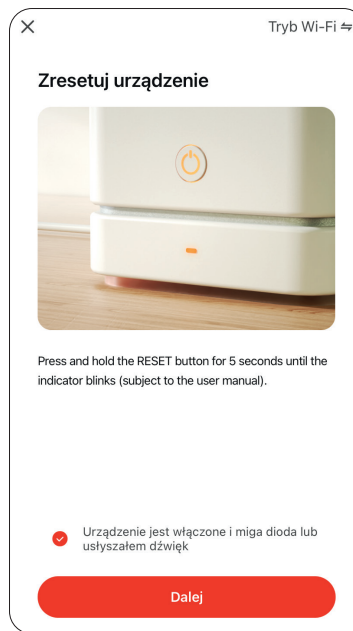 Tryb Wi-Fi ⇋
Zresetuj urządzenie
Press and hold the RESET button for 5 seconds until the
indicator blinks (subject to the user manual).
Urządzenie jest włączone i miga dioda lub
usłyszałem dźwięk
Dalej